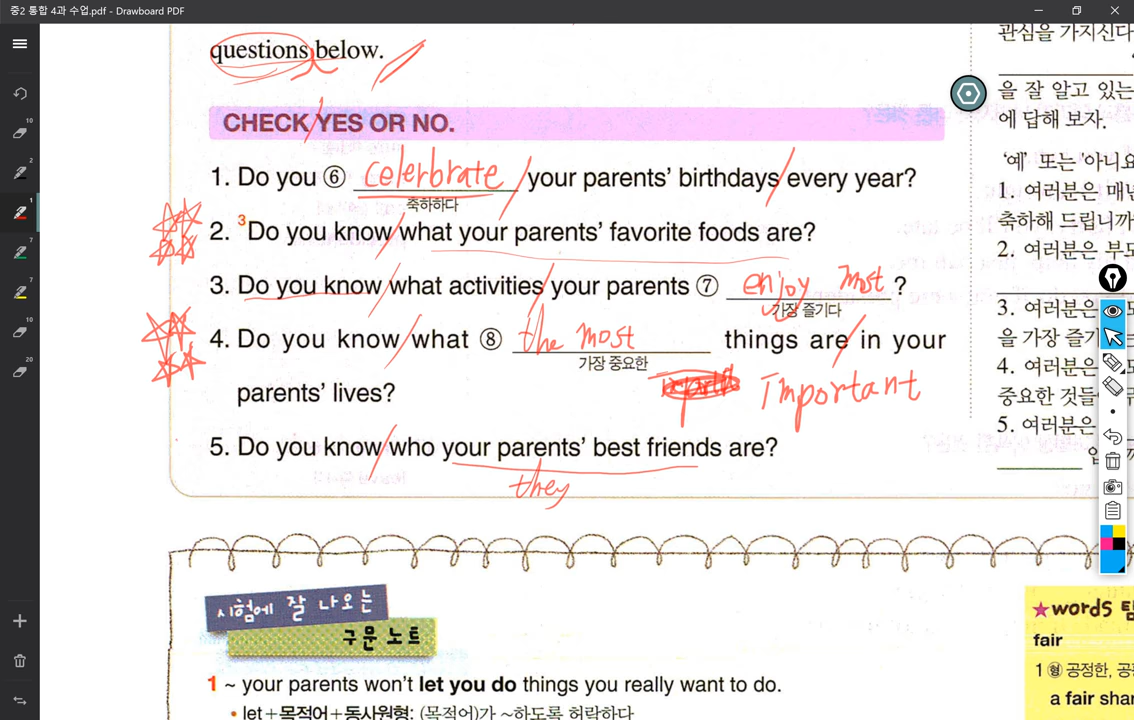 중2 통합 4과 수업.pdf - Drawboard PDF
questions below.
CHECK YES OR NO.
1. Do you ⑥ celerbrate your parents' birthdays every year?
축하하다
2. ³Do you know what your parents' favorite foods are?
3. Do you know what activities your parents ⑦ enjoy most ?
가장 즐기다
4. Do you know what ⑧ the most things are in your
가장 중요한
important
parents' lives?
5. Do you know who your parents' best friends are?
they
시험에 잘 나오는
구문 노트
1 ~ your parents won't let you do things you really want to do.
• let+목적어+동사원형: (목적어)가 ~하도록 허락하다
관심을 가지신다
을 잘 알고 있는
에 답해 보자.
'예' 또는 '아니요
1. 여러분은 매년
축하해 드립니까
2. 여러분은 부모
3. 여러분은
을 가장 즐기
4. 여러분은
중요한 것들
5. 여러분은
★words
fair
1 형 공정한, 공
a fair shar
10
2
1
7
7
10
20